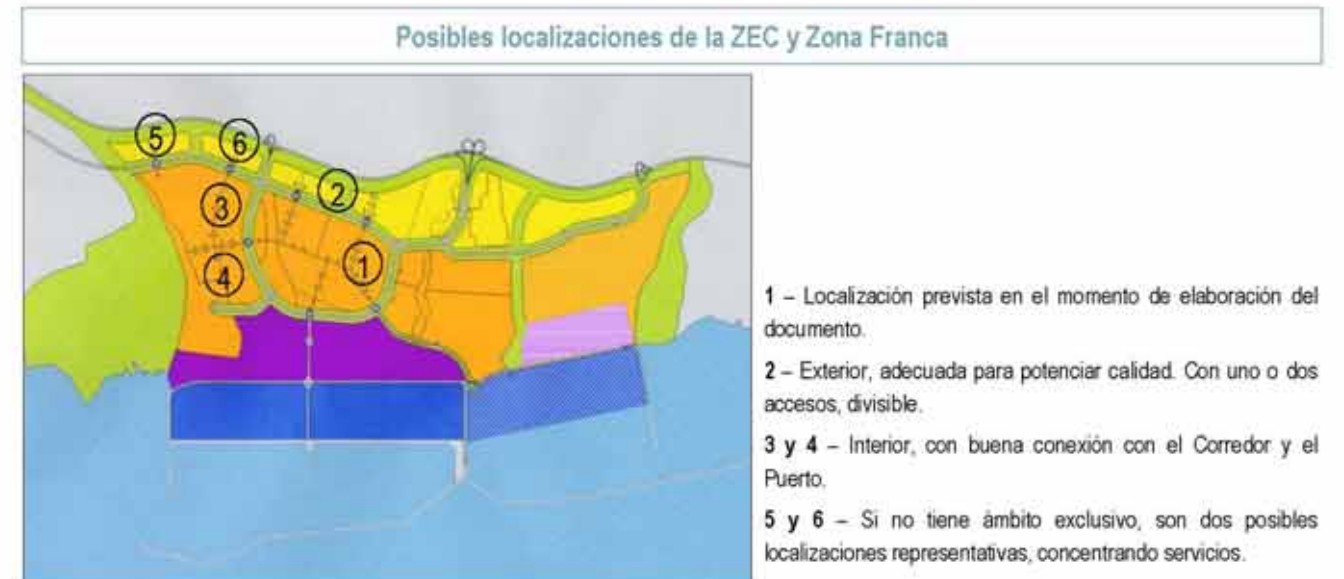 Posibles localizaciones de la ZEC y Zona Franca
5
6
2
3
1
4
1 – Localización prevista en el momento de elaboración del
documento.
2 – Exterior, adecuada para potenciar calidad. Con uno o dos
accesos, divisible.
3 y 4 – Interior, con buena conexión con el Corredor y el
Puerto.
5 y 6 – Si no tiene ámbito exclusivo, son dos posibles
localizaciones representativas, concentrando servicios.